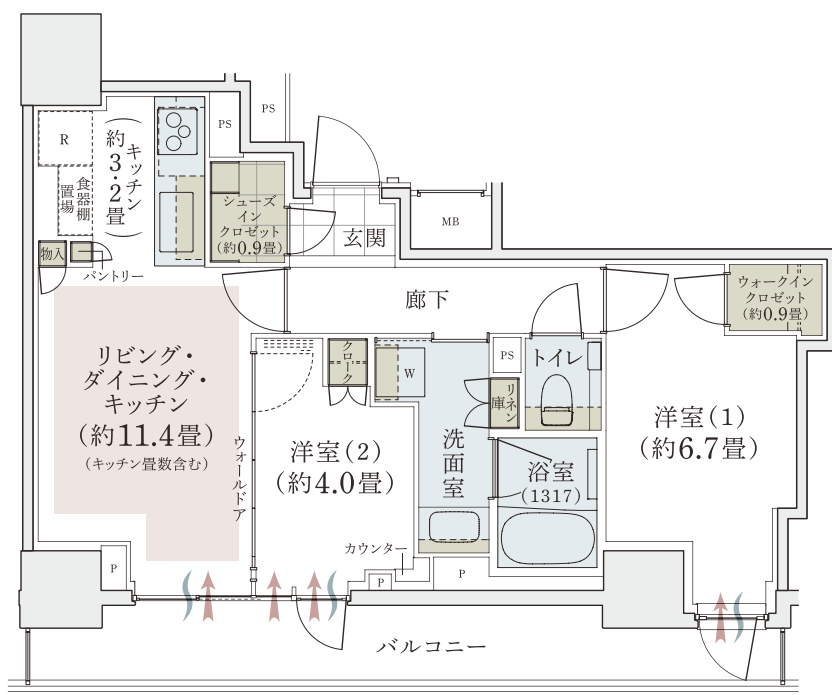 PS
PS
R
キッチン
(約3.2畳)
食器棚
置場
シューズ
イン
クロゼット
(約0.9畳)
玄関
MB
物入
パントリー
廊下
ウォークイン
クロゼット
(約0.9畳)
リビング・
ダイニング・
キッチン
(約11.4畳)
(キッチン畳数含む)
ウォールドア
クローク
W
PS
トイレ
リネン
庫
洋室(2)
(約4.0畳)
洗面室
浴室
(1317)
洋室(1)
(約6.7畳)
カウンター
P
P
P
バルコニー